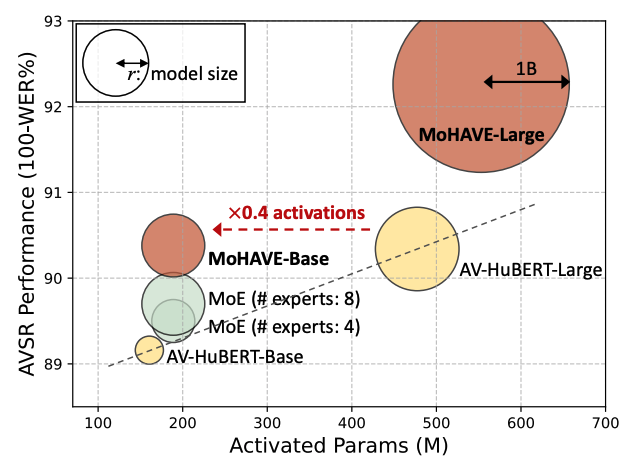 93
92
91
90
89
AVSR Performance (100-WER%)
r: model size
1B
MoHAVE-Large
×0.4 activations
MoHAVE-Base
AV-HuBERT-Large
MoE (# experts: 8)
MoE (# experts: 4)
AV-HuBERT-Base
100 200 300 400 500 600 700
Activated Params (M)